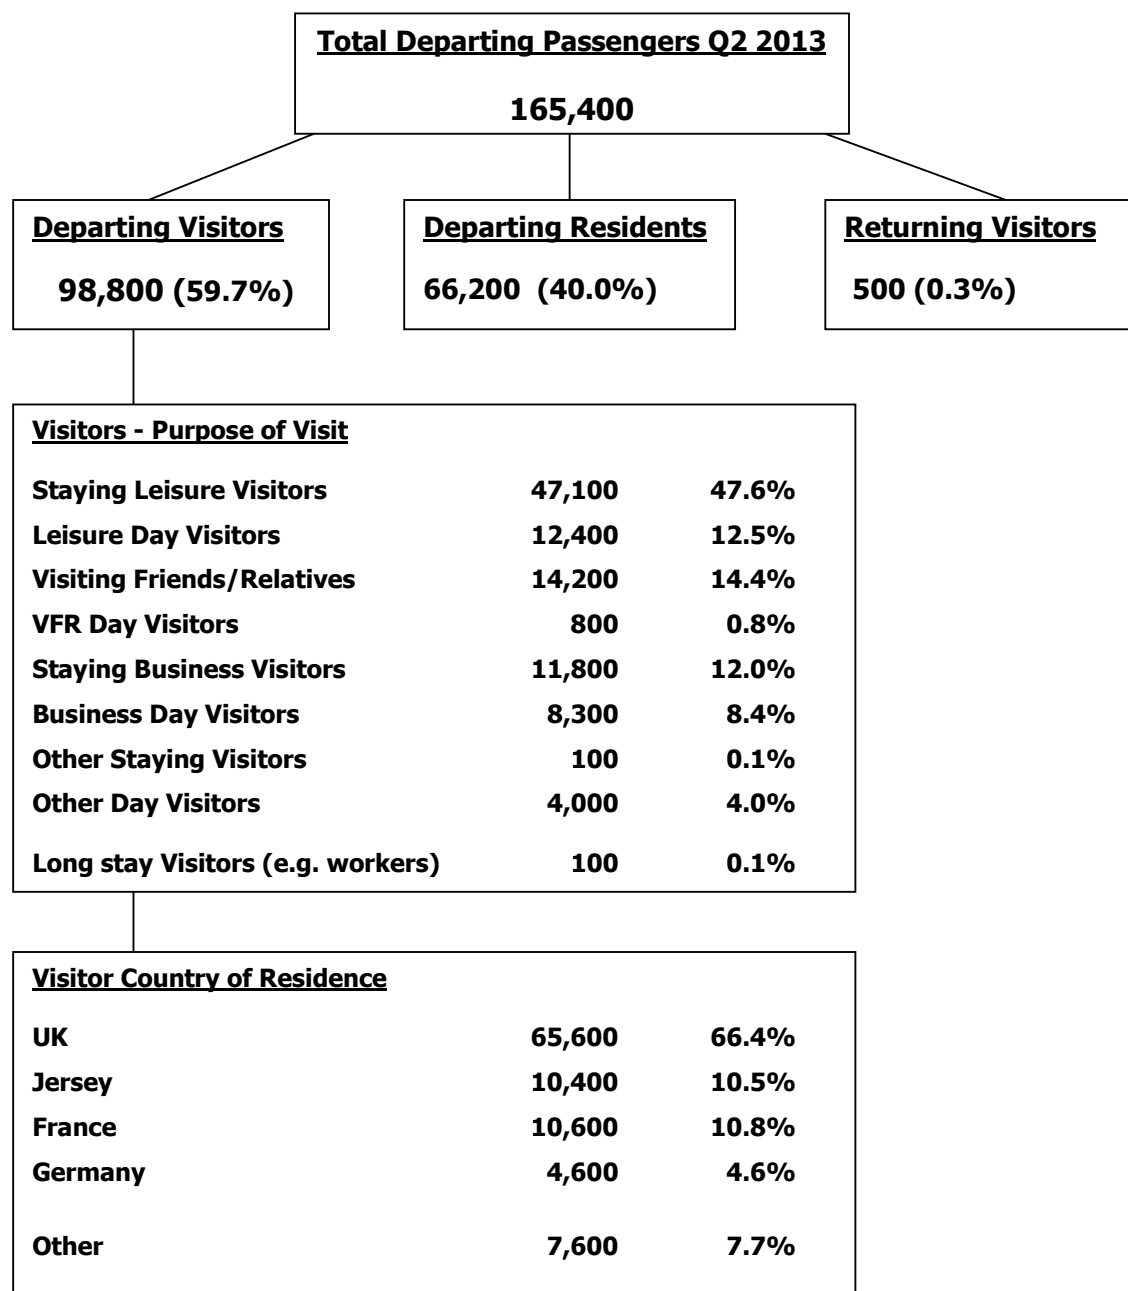 Total Departing Passengers Q2 2013
165,400
Departing Visitors
98,800 (59.7%)
Departing Residents
66,200 (40.0%)
Returning Visitors
500 (0.3%)
Visitors - Purpose of Visit
Staying Leisure Visitors 47,100 47.6%
Leisure Day Visitors 12,400 12.5%
Visiting Friends/Relatives 14,200 14.4%
VFR Day Visitors 800 0.8%
Staying Business Visitors 11,800 12.0%
Business Day Visitors 8,300 8.4%
Other Staying Visitors 100 0.1%
Other Day Visitors 4,000 4.0%
Long stay Visitors (e.g. workers) 100 0.1%
Visitor Country of Residence
UK 65,600 66.4%
Jersey 10,400 10.5%
France 10,600 10.8%
Germany 4,600 4.6%
Other 7,600 7.7%